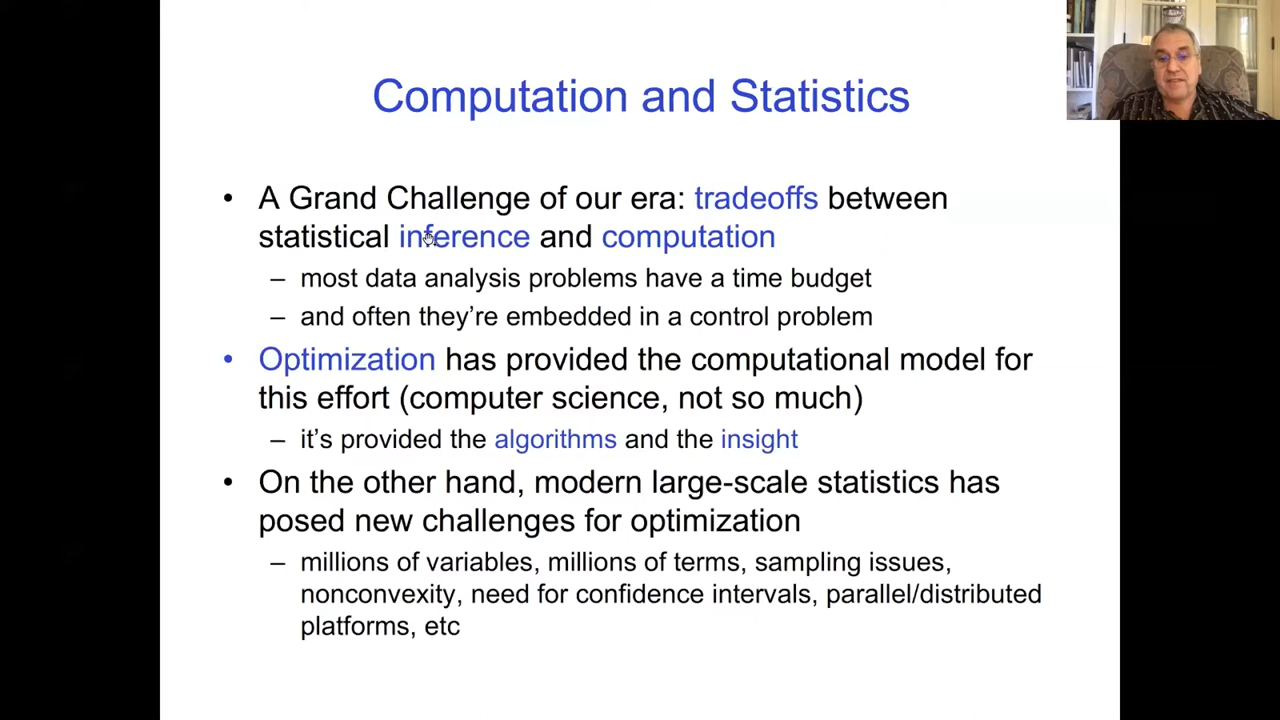 Computation and Statistics
• A Grand Challenge of our era: tradeoffs between
statistical inference and computation
– most data analysis problems have a time budget
– and often they’re embedded in a control problem
• Optimization has provided the computational model for
this effort (computer science, not so much)
– it’s provided the algorithms and the insight
• On the other hand, modern large-scale statistics has
posed new challenges for optimization
– millions of variables, millions of terms, sampling issues,
nonconvexity, need for confidence intervals, parallel/distributed
platforms, etc